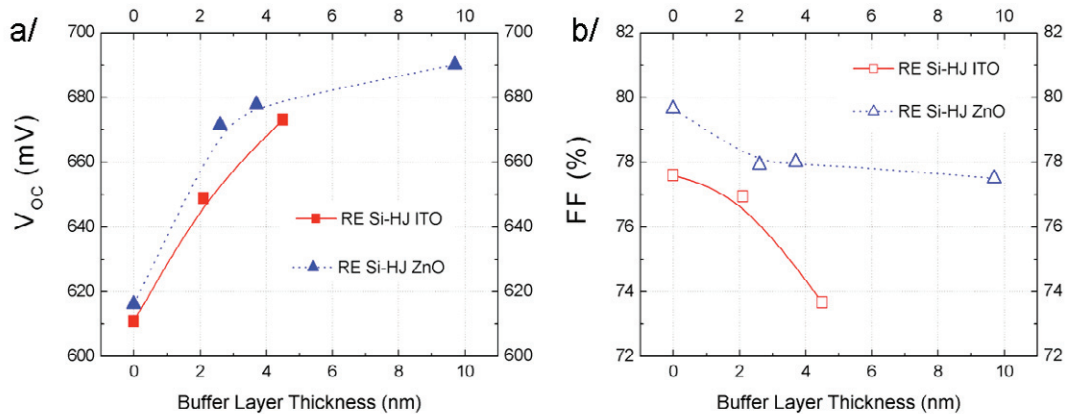 a/
0 2 4 6 8 10
700 700
680 680
660 660
640 640
620 620
600 600
V_OC (mV)
RE Si-HJ ITO
RE Si-HJ ZnO
0 2 4 6 8 10
Buffer Layer Thickness (nm)
b/
0 2 4 6 8 10
82 82
80 80
78 78
76 76
74 74
72 72
FF (%)
RE Si-HJ ITO
RE Si-HJ ZnO
0 2 4 6 8 10
Buffer Layer Thickness (nm)